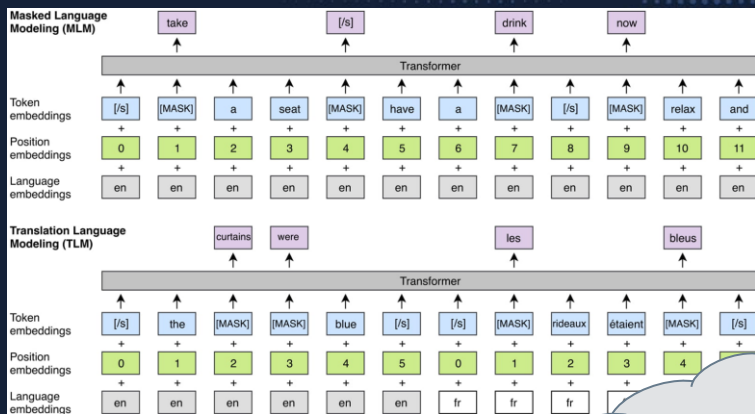 Masked Language
Modeling (MLM)
take [/s] drink now
Transformer
Token
embeddings
[/s] [MASK] a seat [MASK] have a [MASK] [/s] [MASK] relax and
+ + + + + + + + + + + +
Position
embeddings
0 1 2 3 4 5 6 7 8 9 10 11
+ + + + + + + + + + + +
Language
embeddings
en en en en en en en en en en en en
Translation Language
Modeling (TLM)
curtains were les bleus
Transformer
Token
embeddings
[/s] the [MASK] [MASK] blue [/s] [/s] [MASK] rideaux étaient [MASK] [/s]
+ + + + + + + + + + + +
Position
embeddings
0 1 2 3 4 5 0 1 2 3 4
+ + + + + + + + + + +
Language
embeddings
en en en en en en fr fr fr